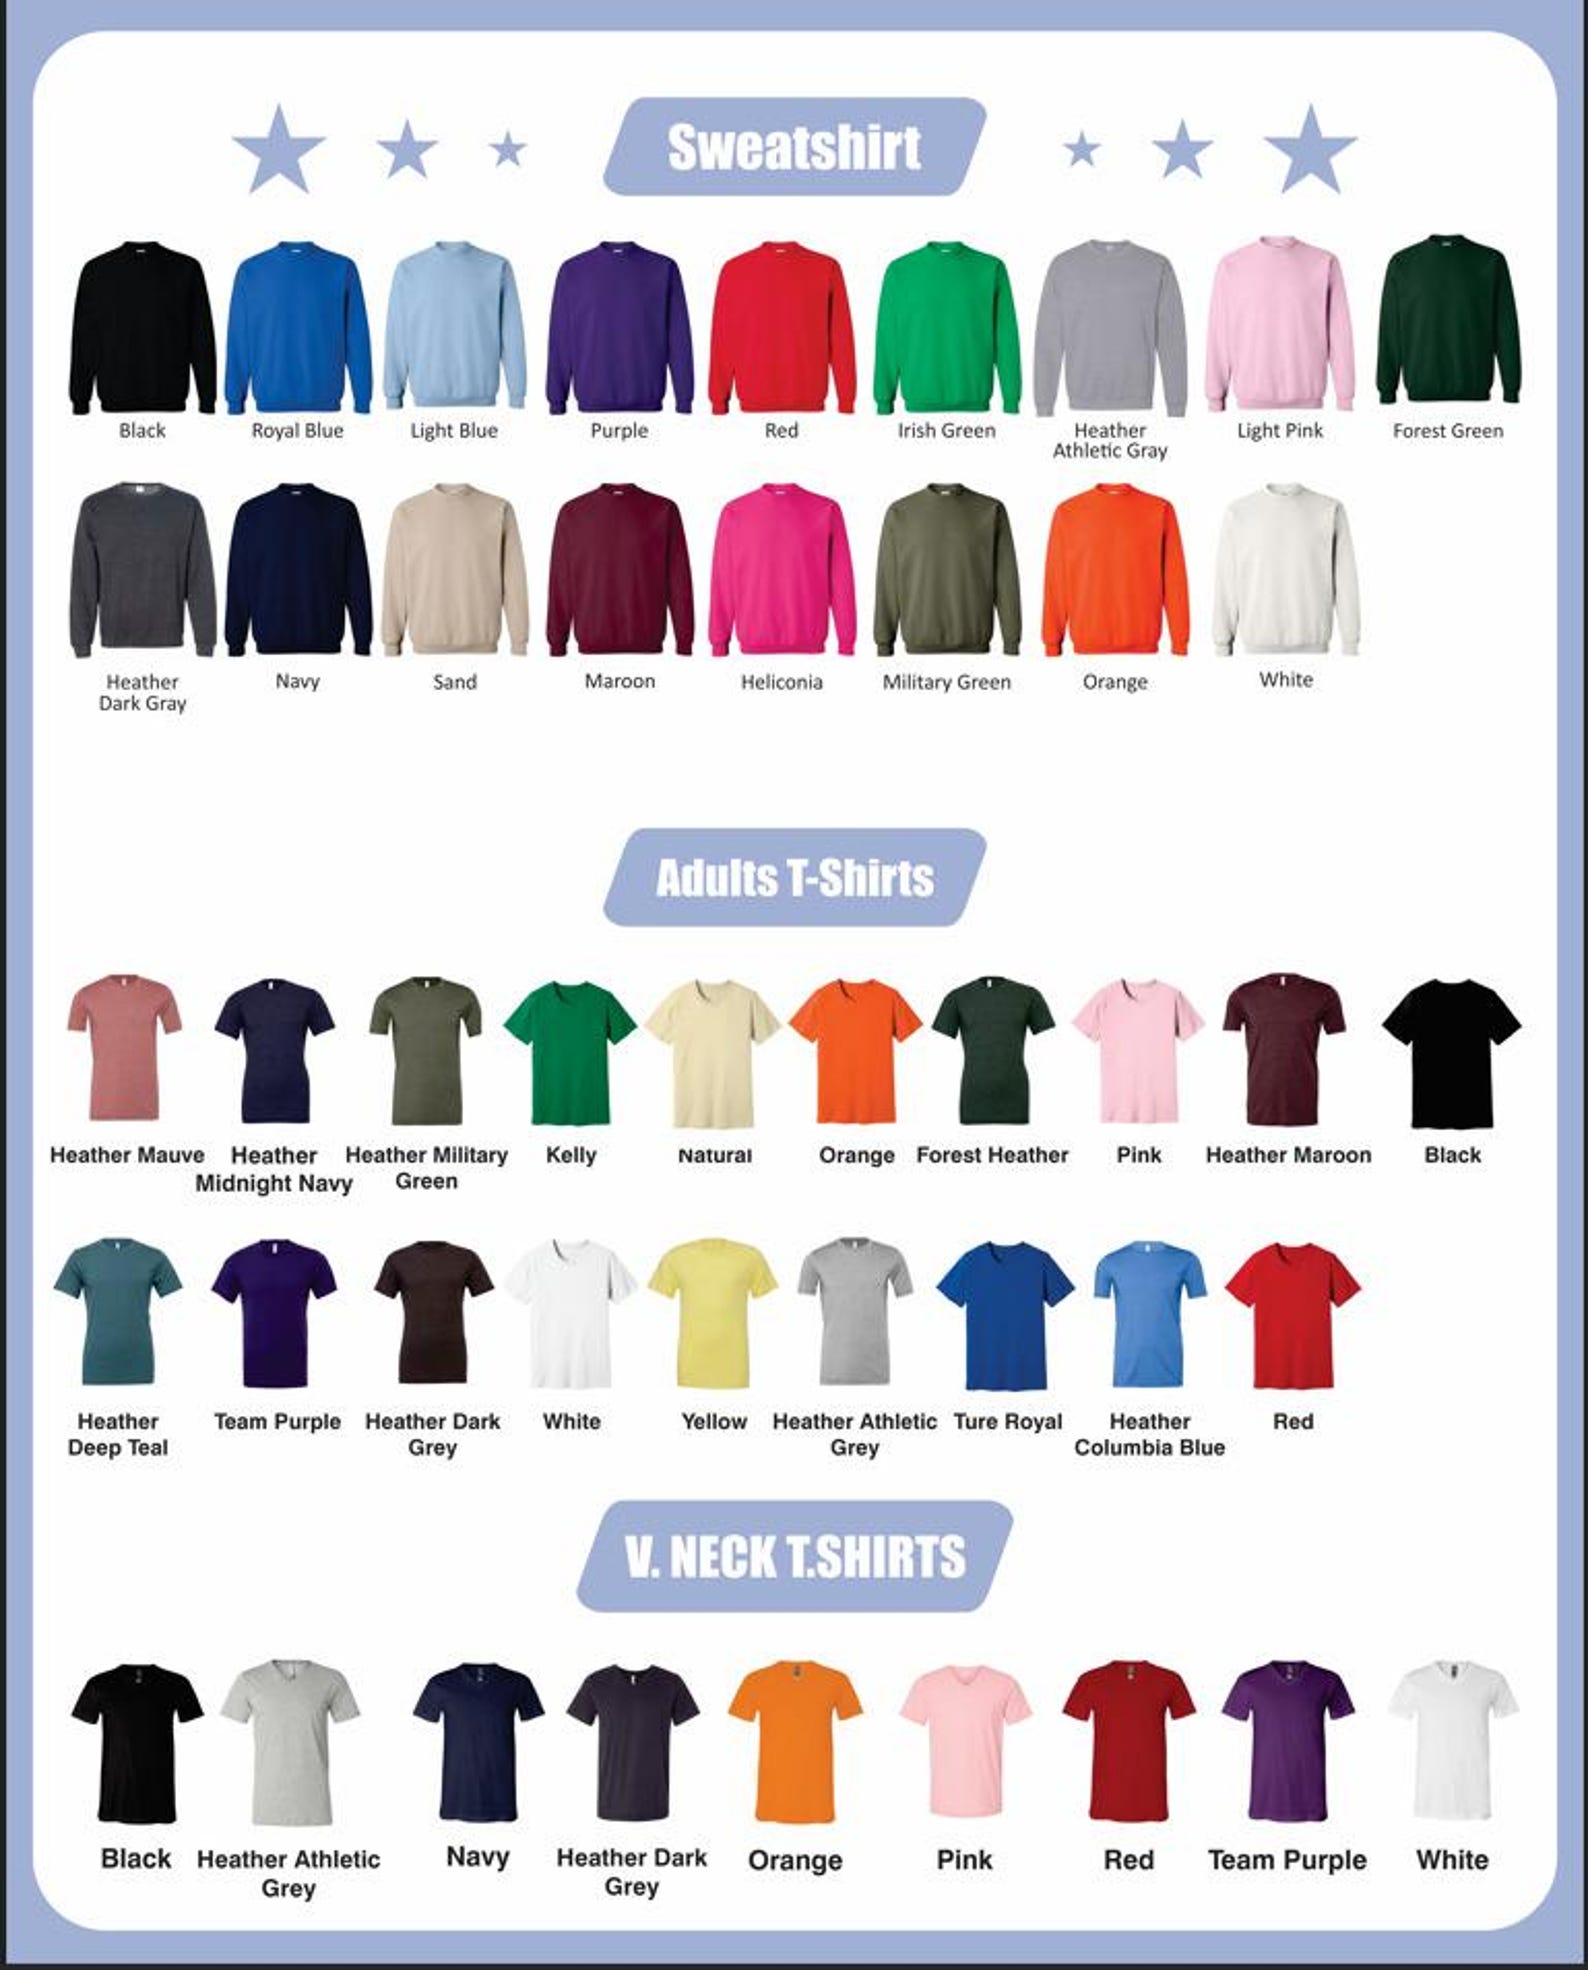 Sweatshirt
Black
Royal Blue
Light Blue
Purple
Red
Irish Green
Heather
Athletic Gray
Light Pink
Forest Green
Heather
Dark Gray
Navy
Sand
Maroon
Heliconia
Military Green
Orange
White
Adults T-Shirts
Heather Mauve
Heather
Midnight Navy
Heather Military
Green
Kelly
Natural
Orange
Forest Heather
Pink
Heather Maroon
Black
Heather
Deep Teal
Team Purple
Heather Dark
Grey
White
Yellow
Heather Athletic
Grey
Ture Royal
Heather
Columbia Blue
Red
V. NECK T.SHIRTS
Black
Heather Athletic
Grey
Navy
Heather Dark
Grey
Orange
Pink
Red
Team Purple
White